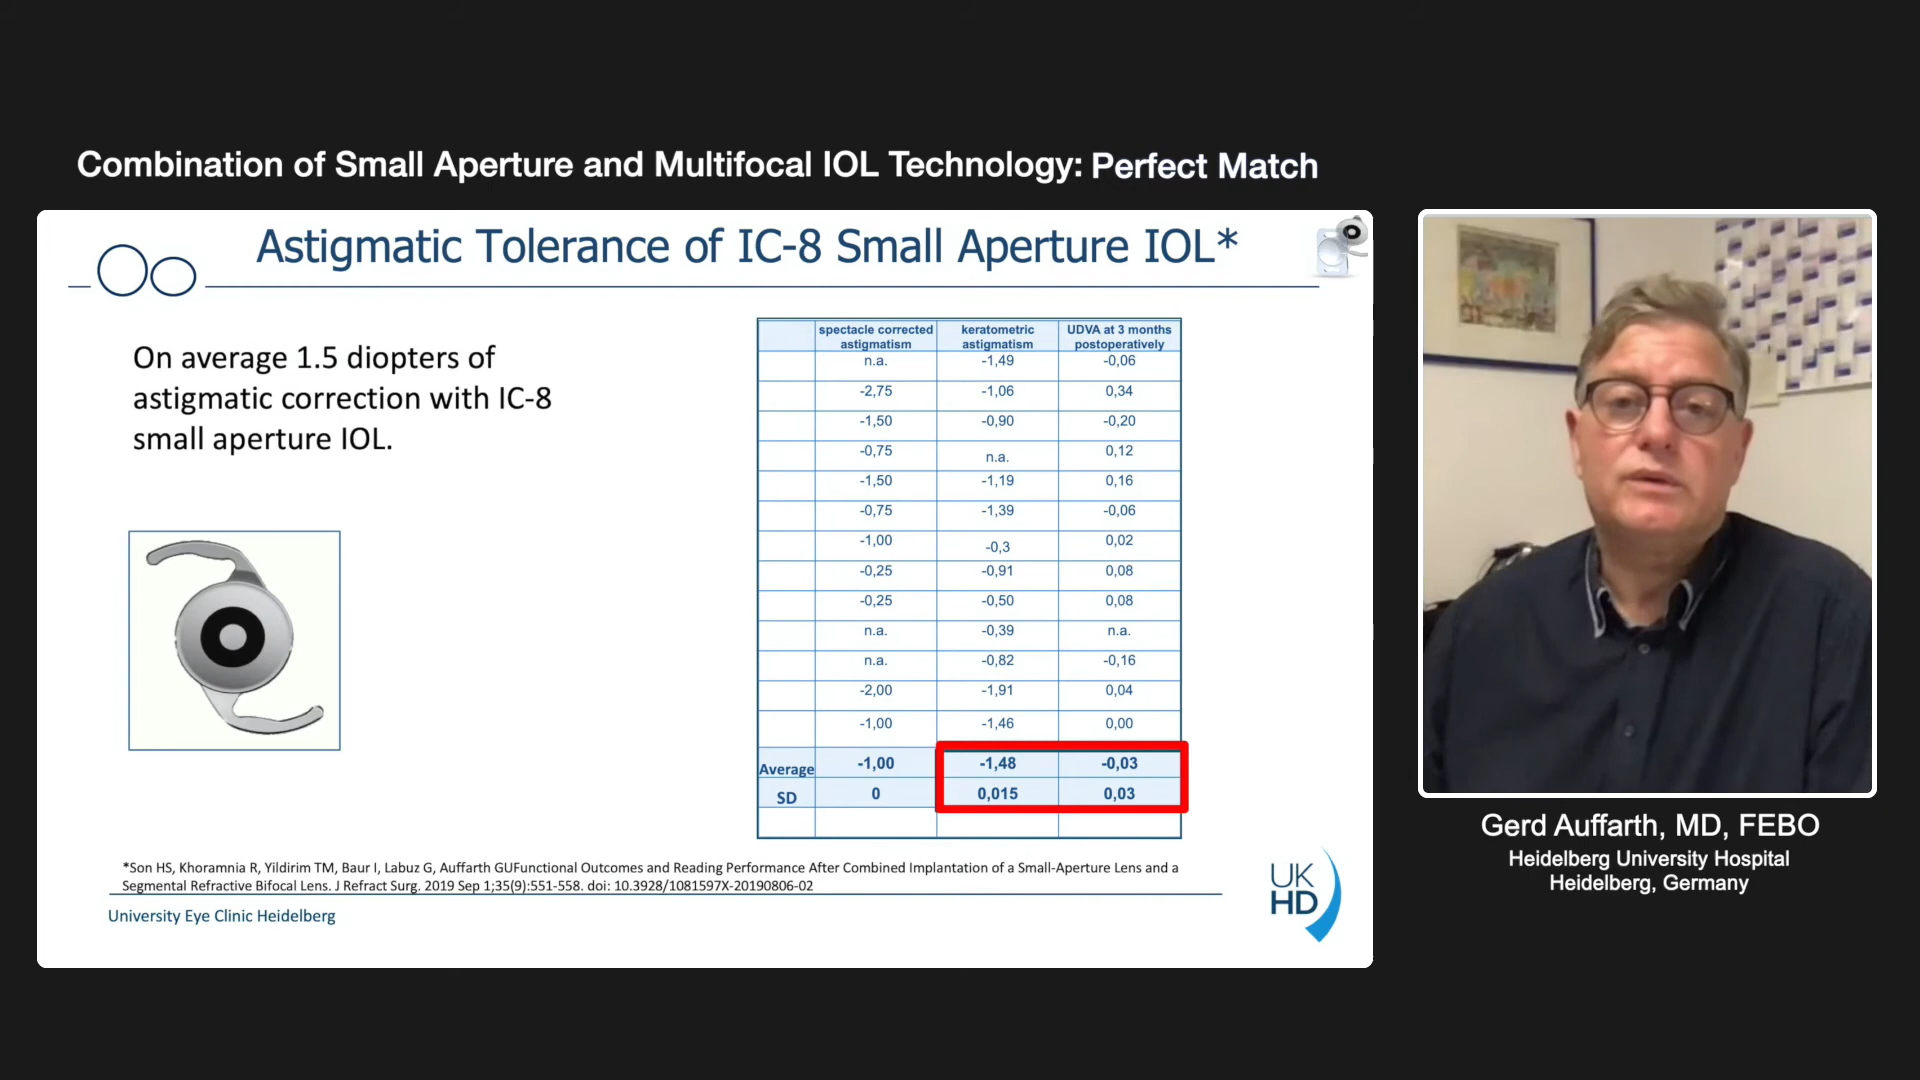 Combination of Small Aperture and Multifocal IOL Technology: Perfect Match
Astigmatic Tolerance of IC-8 Small Aperture IOL*
On average 1.5 diopters of
astigmatic correction with IC-8
small aperture IOL.
spectacle corrected astigmatism keratometric astigmatism UDVA at 3 months postoperatively
n.a. -1,49 -0,06
-2,75 -1,06 0,34
-1,50 -0,90 -0,20
-0,75 n.a. 0,12
-1,50 -1,19 0,16
-0,75 -1,39 -0,06
-1,00 -0,3 0,02
-0,25 -0,91 0,08
-0,25 -0,50 0,08
n.a. -0,39 n.a.
n.a. -0,82 -0,16
-2,00 -1,91 0,04
-1,00 -1,46 0,00
Average -1,00 -1,48 -0,03
SD 0 0,015 0,03
*Son HS, Khoramnia R, Yildirim TM, Baur I, Labuz G, Auffarth GUFunctional Outcomes and Reading Performance After Combined Implantation of a Small-Aperture Lens and a
Segmental Refractive Bifocal Lens. J Refract Surg. 2019 Sep 1;35(9):551-558. doi: 10.3928/1081597X-20190806-02
University Eye Clinic Heidelberg
UK
HD
Gerd Auffarth, MD, FEBO
Heidelberg University Hospital
Heidelberg, Germany